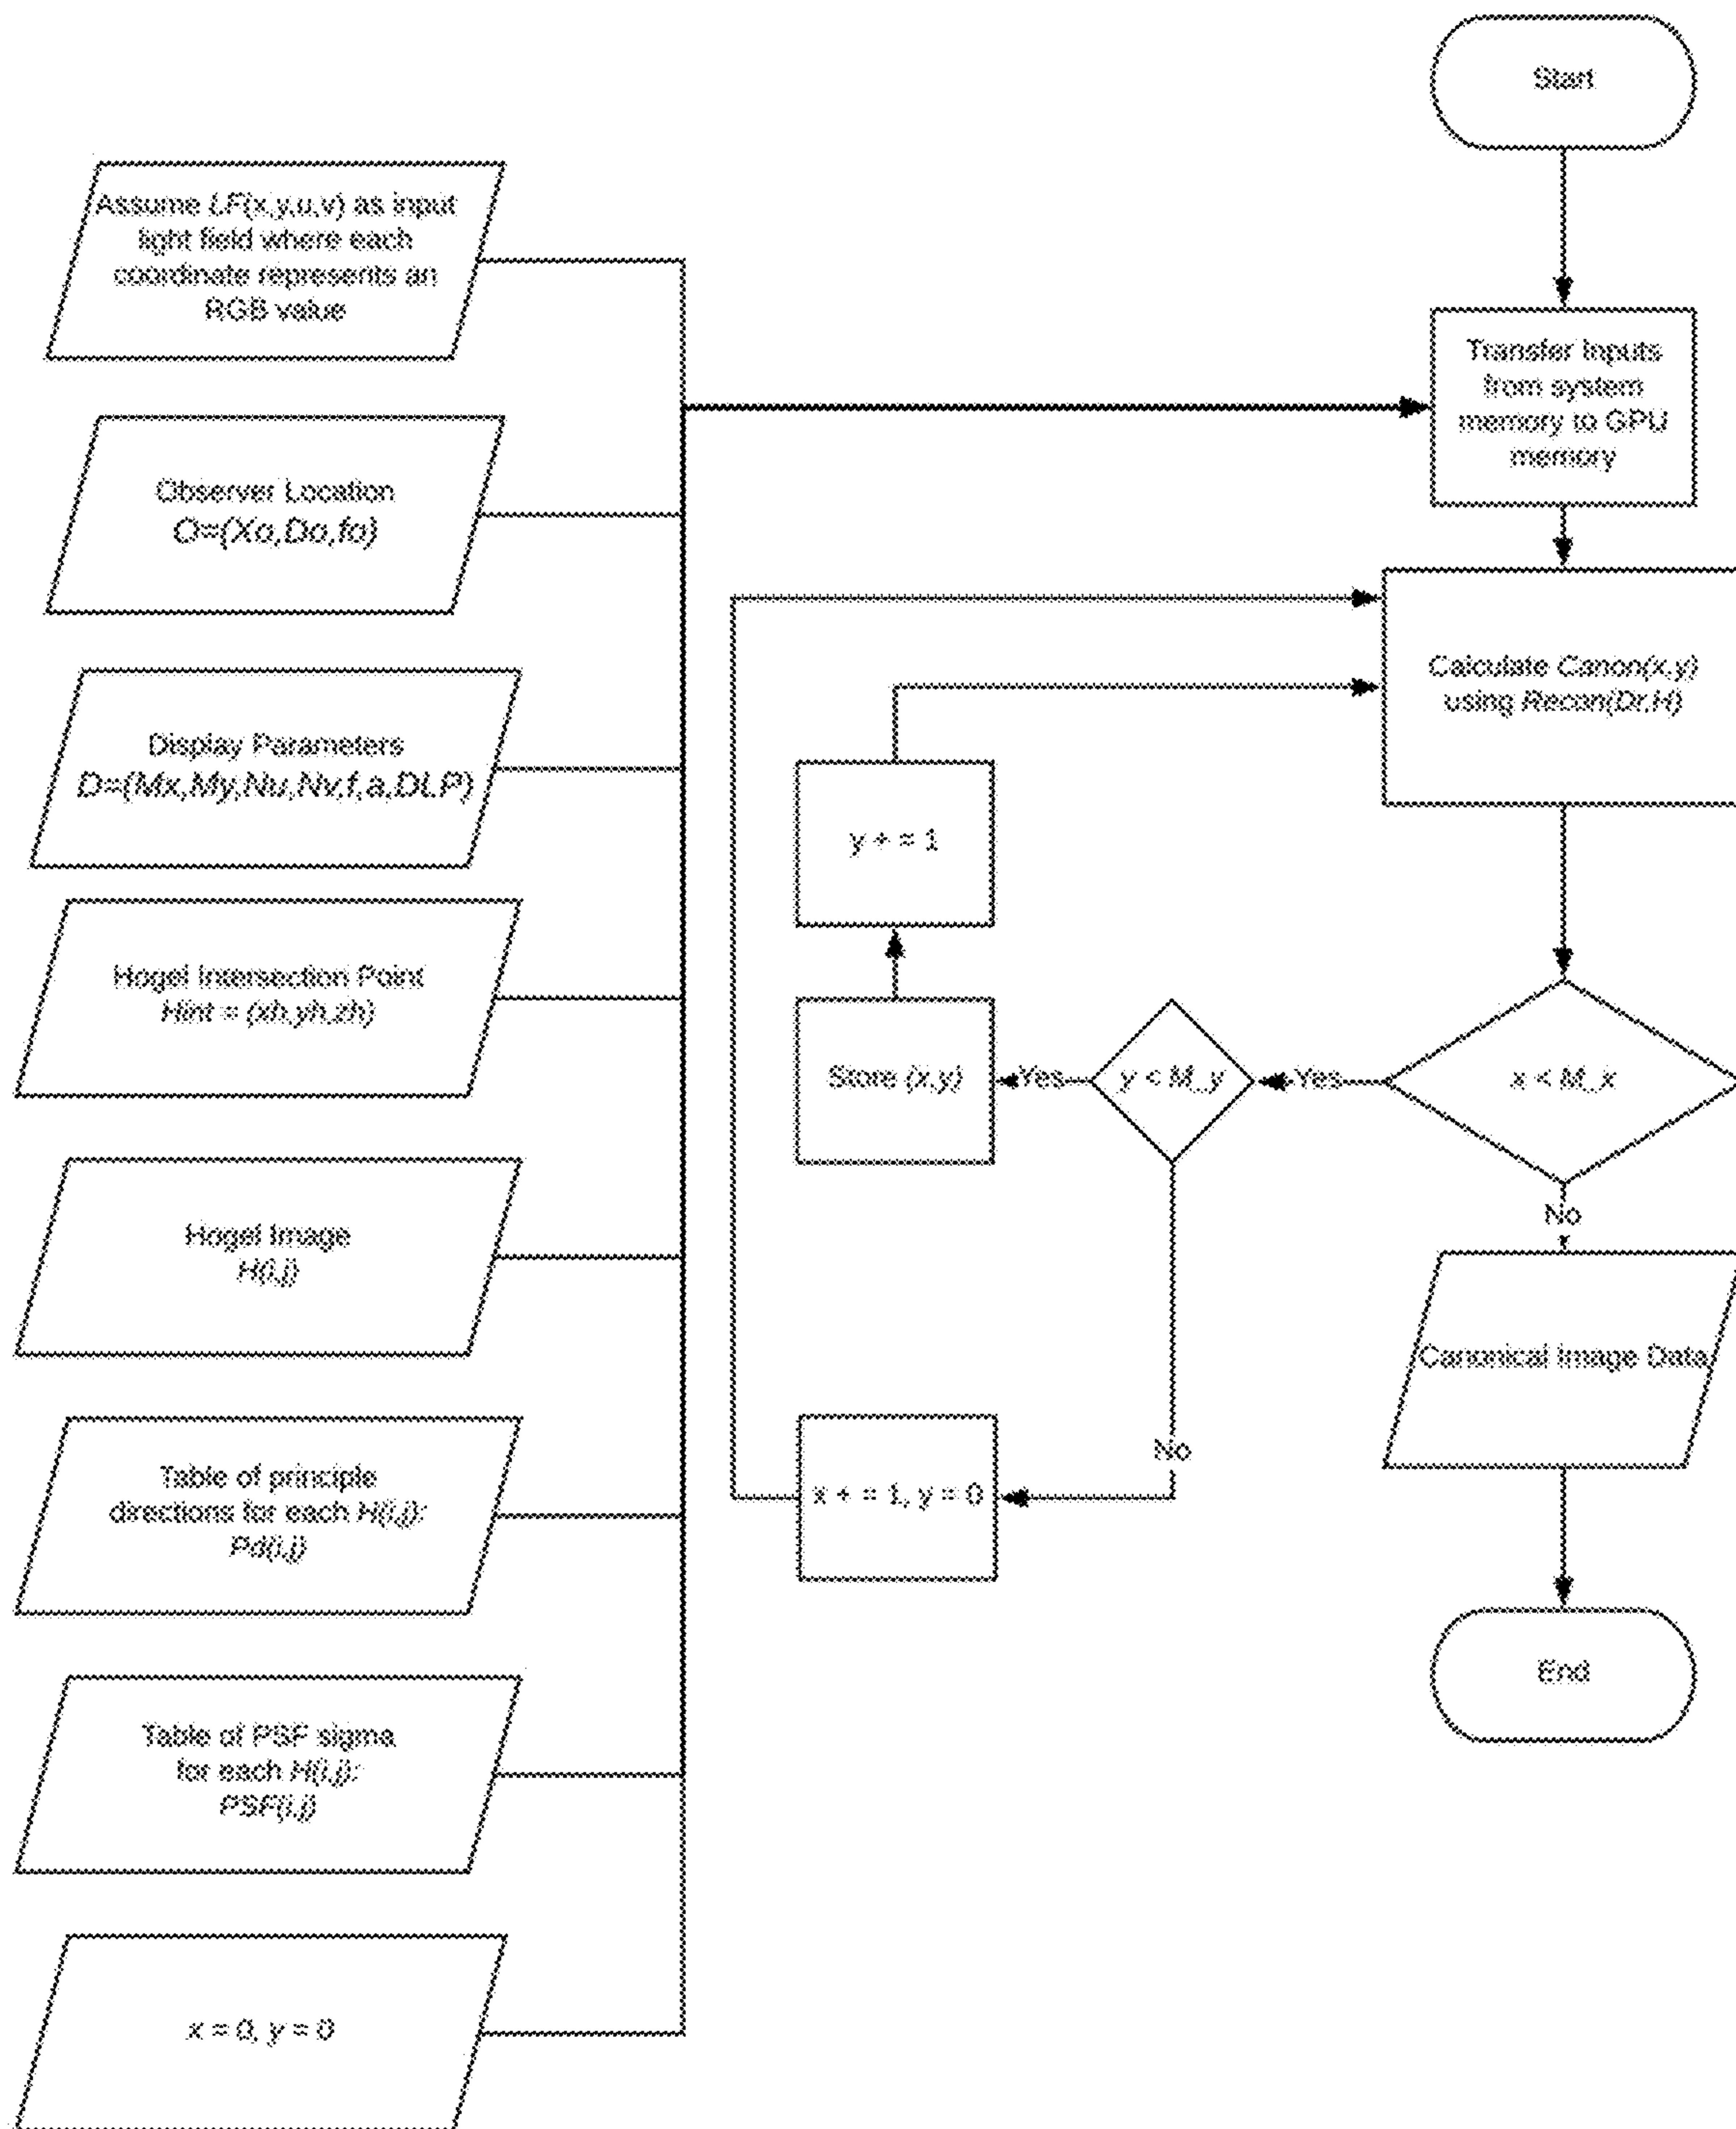 Start
Assume LF(x,y,u,v) as input
light field where each
coordinate represents an
RGB value
Transfer Inputs
from system
memory to GPU
memory
Observer Location
O=(Xo,Do,fo)
Display Parameters
D=(Mx,My,Nu,Nv,f,a,DLP)
Hogel Intersection Point
Hint = (xh,yh,zh)
Hogel Image
H(i,j)
Table of principle
directions for each H(i,j):
Pd(i,j)
Table of PSF sigma
for each H(i,j):
PSF(i,j)
x = 0, y = 0
Calculate Canon(x,y)
using Recon(Dr,H)
y + = 1
Store (x,y)
Yes
y < M_y
Yes
x < M_x
No
Canonical Image Data
No
x + = 1, y = 0
End